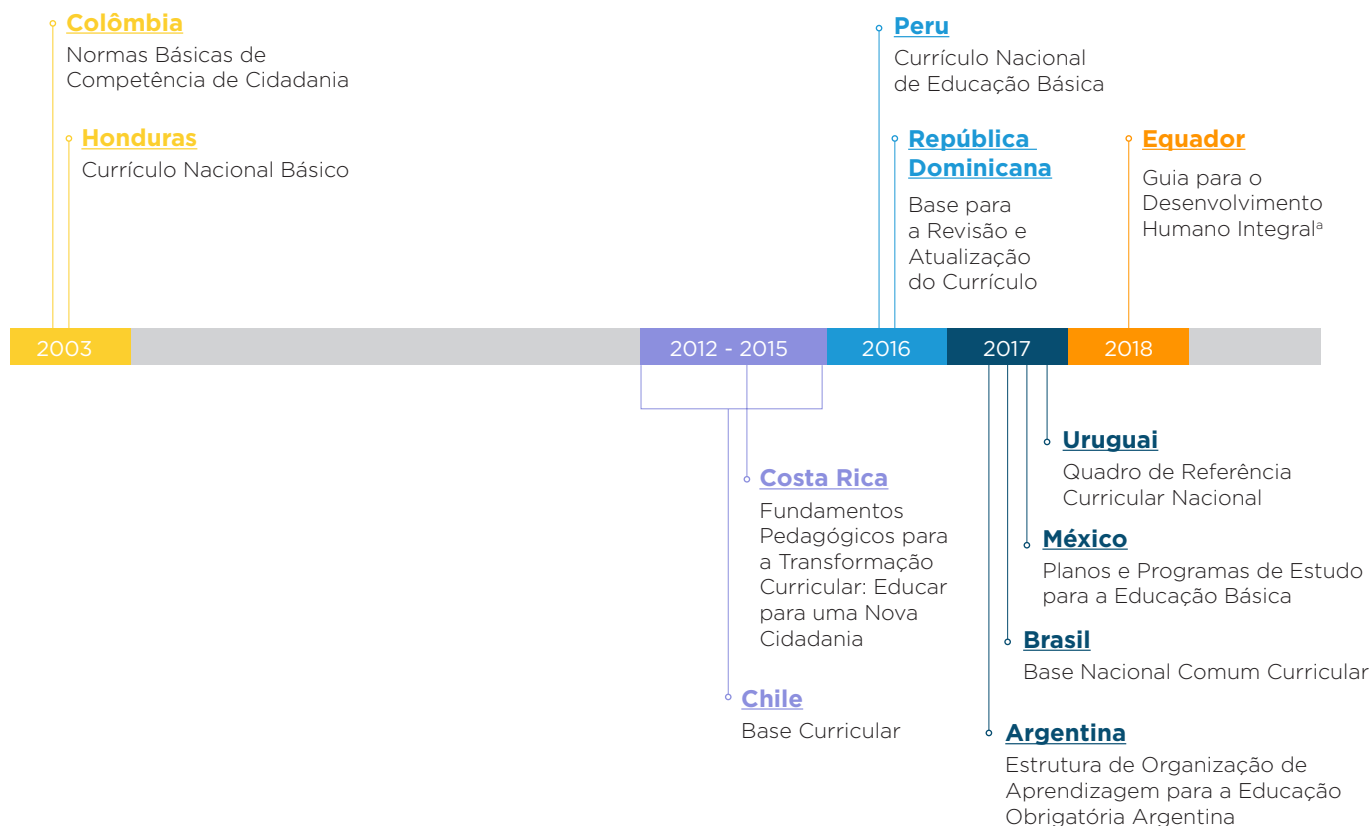 Colômbia
Normas Básicas de
Competência de Cidadania
Honduras
Currículo Nacional Básico
Peru
Currículo Nacional
de Educação Básica
República
Dominicana
Base para
a Revisão e
Atualização
do Currículo
Equador
Guia para o
Desenvolvimento
Humano Integralª
2003
2012 - 2015
2016
2017
2018
Uruguai
Quadro de Referência
Curricular Nacional
Costa Rica
Fundamentos
Pedagógicos para
a Transformação
Curricular: Educar
para uma Nova
Cidadania
México
Planos e Programas de Estudo
para a Educação Básica
Brasil
Base Nacional Comum Curricular
Chile
Base Curricular
Argentina
Estrutura de Organização de
Aprendizagem para a Educação
Obrigatória Argentina